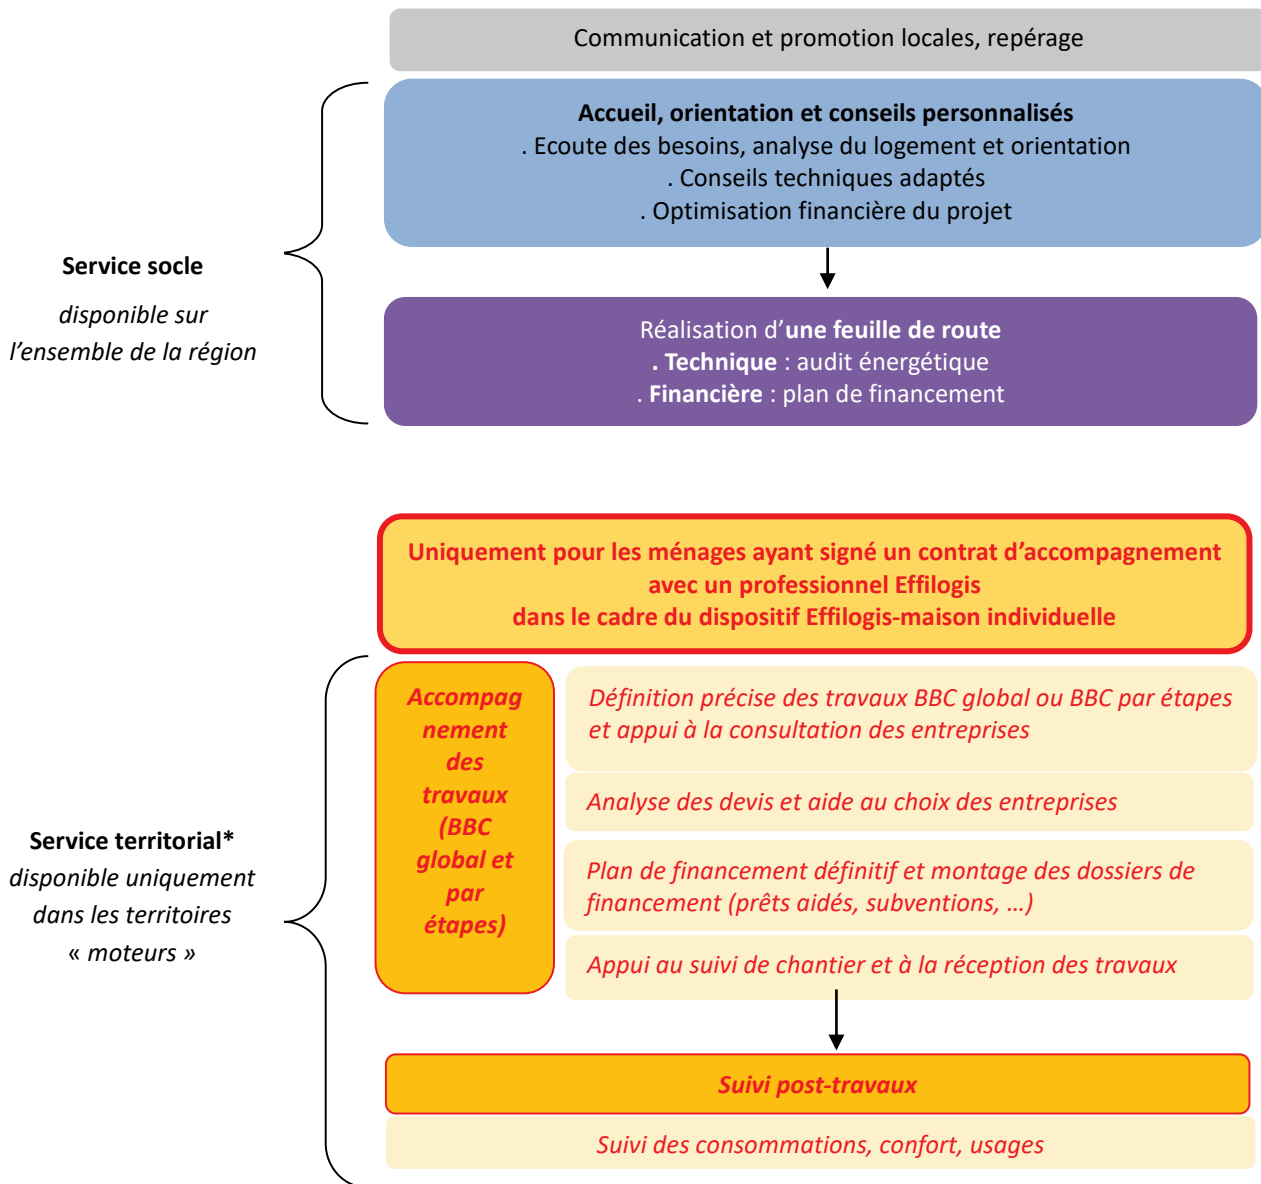 Communication et promotion locales, repérage
Accueil, orientation et conseils personnalisés
. Ecoute des besoins, analyse du logement et orientation
. Conseils techniques adaptés
. Optimisation financière du projet
Service socle
disponible sur
l’ensemble de la région
Réalisation d’une feuille de route
. Technique : audit énergétique
. Financière : plan de financement
Uniquement pour les ménages ayant signé un contrat d’accompagnement
avec un professionnel Effilogis
dans le cadre du dispositif Effilogis-maison individuelle
Service territorial*
disponible uniquement
dans les territoires
« moteurs »
Accompag
nement
des
travaux
(BBC
global et
par
étapes)
Définition précise des travaux BBC global ou BBC par étapes
et appui à la consultation des entreprises
Analyse des devis et aide au choix des entreprises
Plan de financement définitif et montage des dossiers de
financement (prêts aidés, subventions, …)
Appui au suivi de chantier et à la réception des travaux
Suivi post-travaux
Suivi des consommations, confort, usages